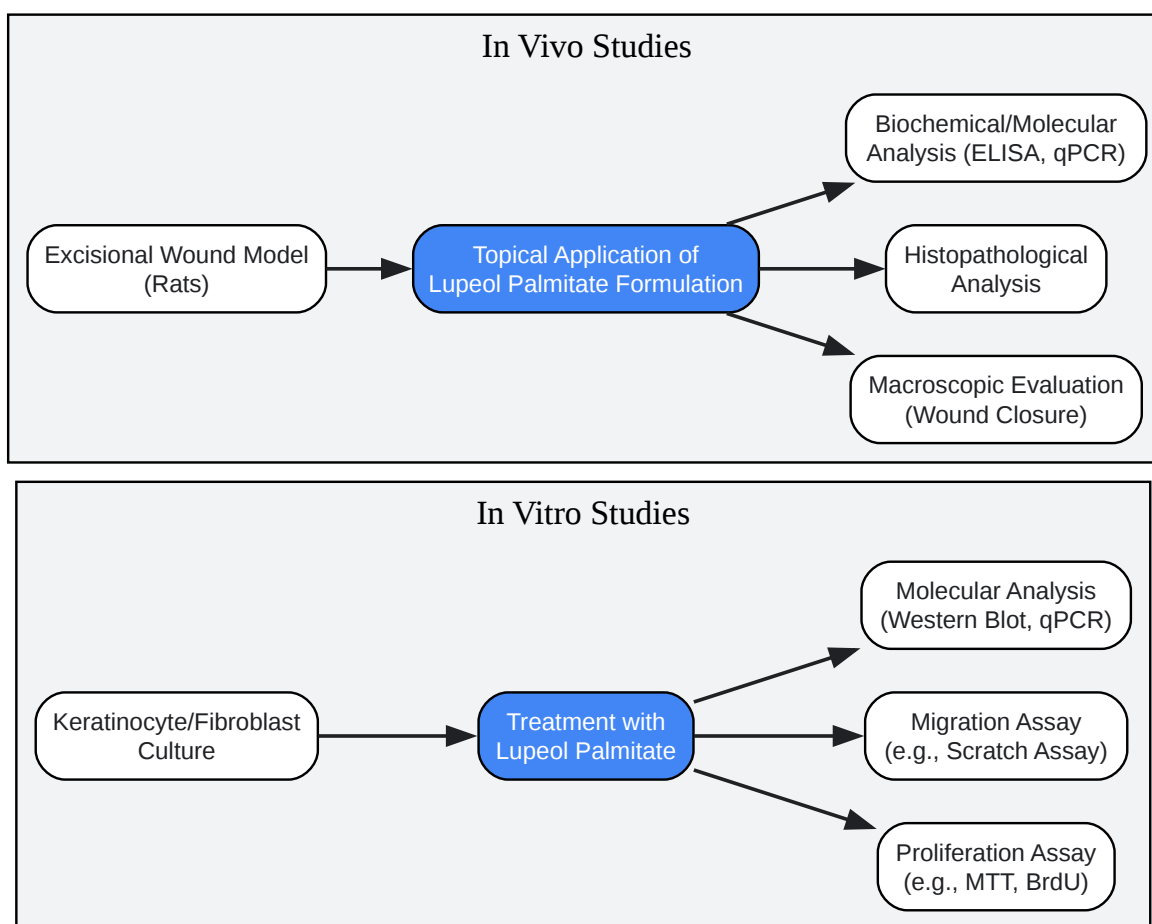 In Vivo Studies
Biochemical/Molecular
Analysis (ELISA, qPCR)
Excisional Wound Model
(Rats)
Topical Application of
Lupeol Palmitate Formulation
Histopathological
Analysis
Macroscopic Evaluation
(Wound Closure)
In Vitro Studies
Molecular Analysis
(Western Blot, qPCR)
Keratinocyte/Fibroblast
Culture
Treatment with
Lupeol Palmitate
Migration Assay
(e.g., Scratch Assay)
Proliferation Assay
(e.g., MTT, BrdU)